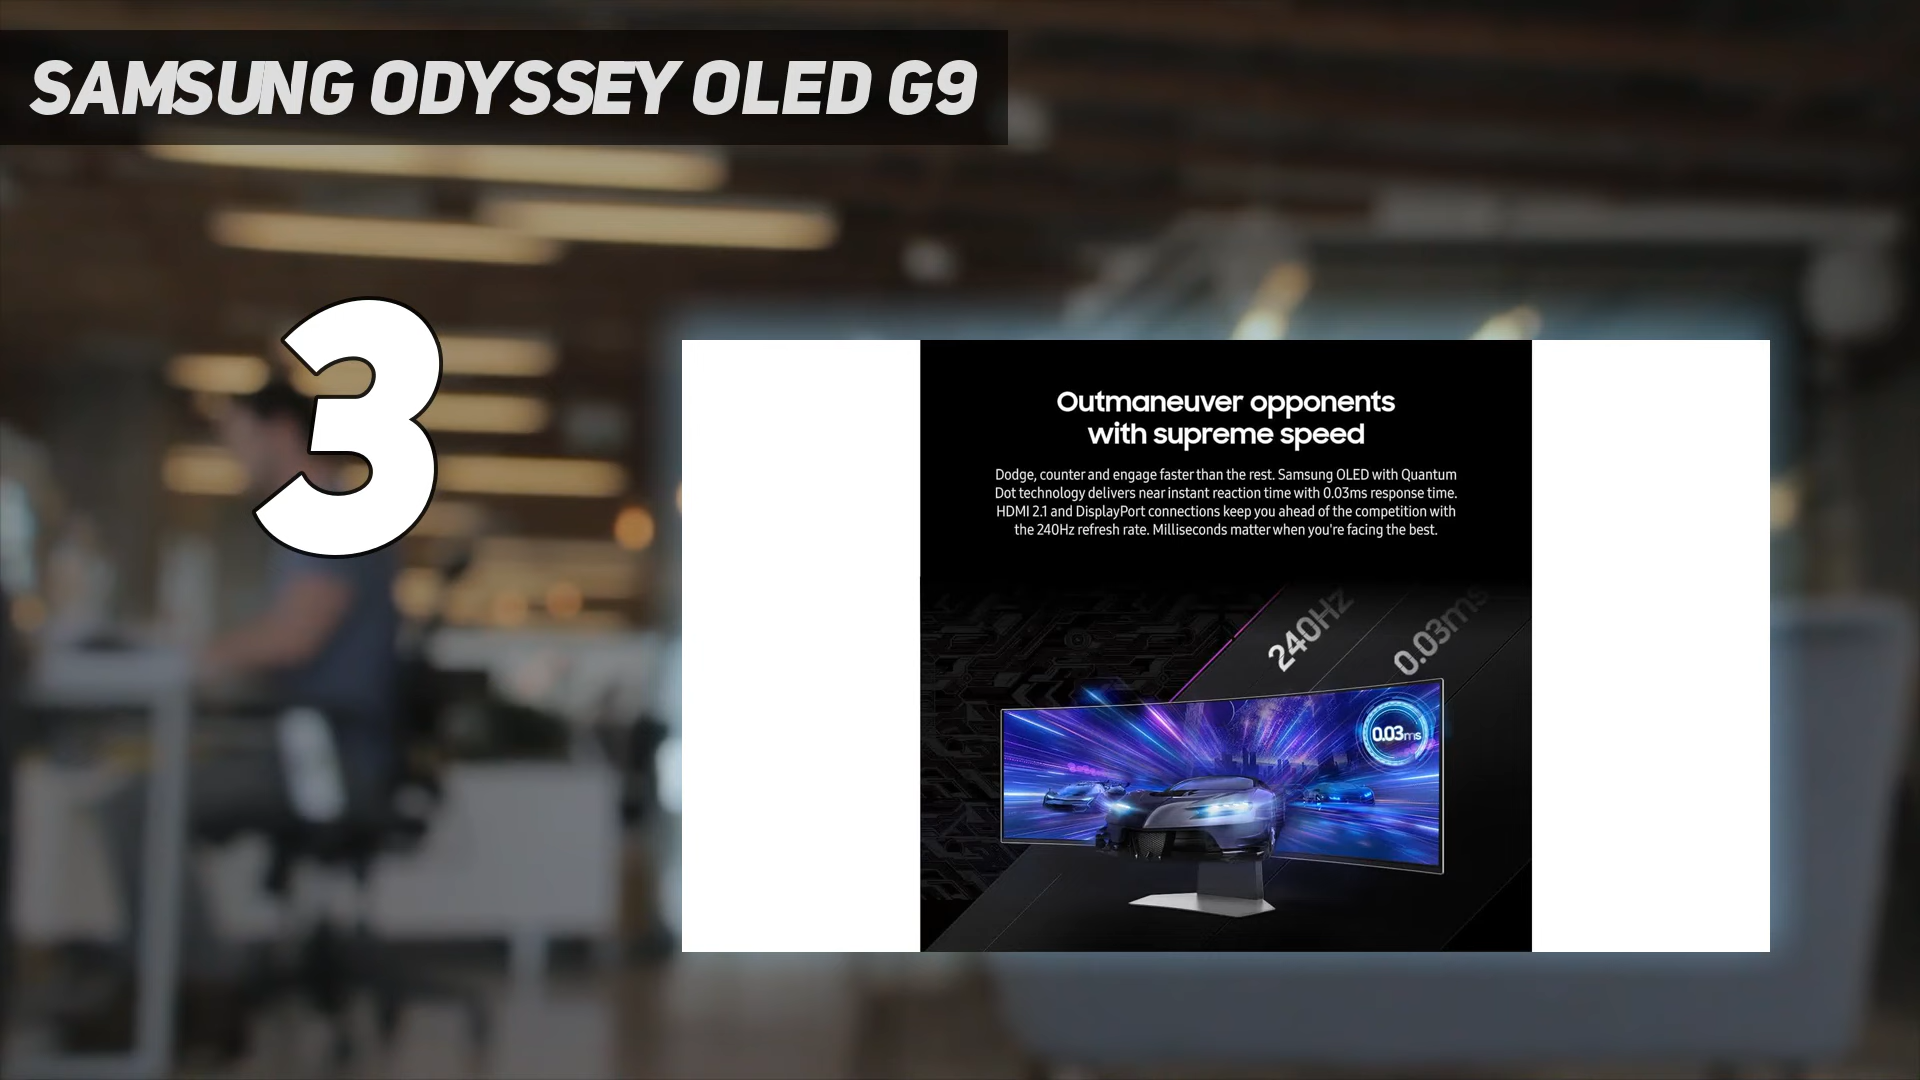 SAMSUNG ODYSSEY OLED G9
3
Outmaneuver opponents
with supreme speed
Dodge, counter and engage faster than the rest. Samsung OLED with Quantum
Dot technology delivers near instant reaction time with 0.03ms response time.
HDMI 2.1 and DisplayPort connections keep you ahead of the competition with
the 240Hz refresh rate. Milliseconds matter when you're facing the best.
240Hz
0.03ms
0.03ms